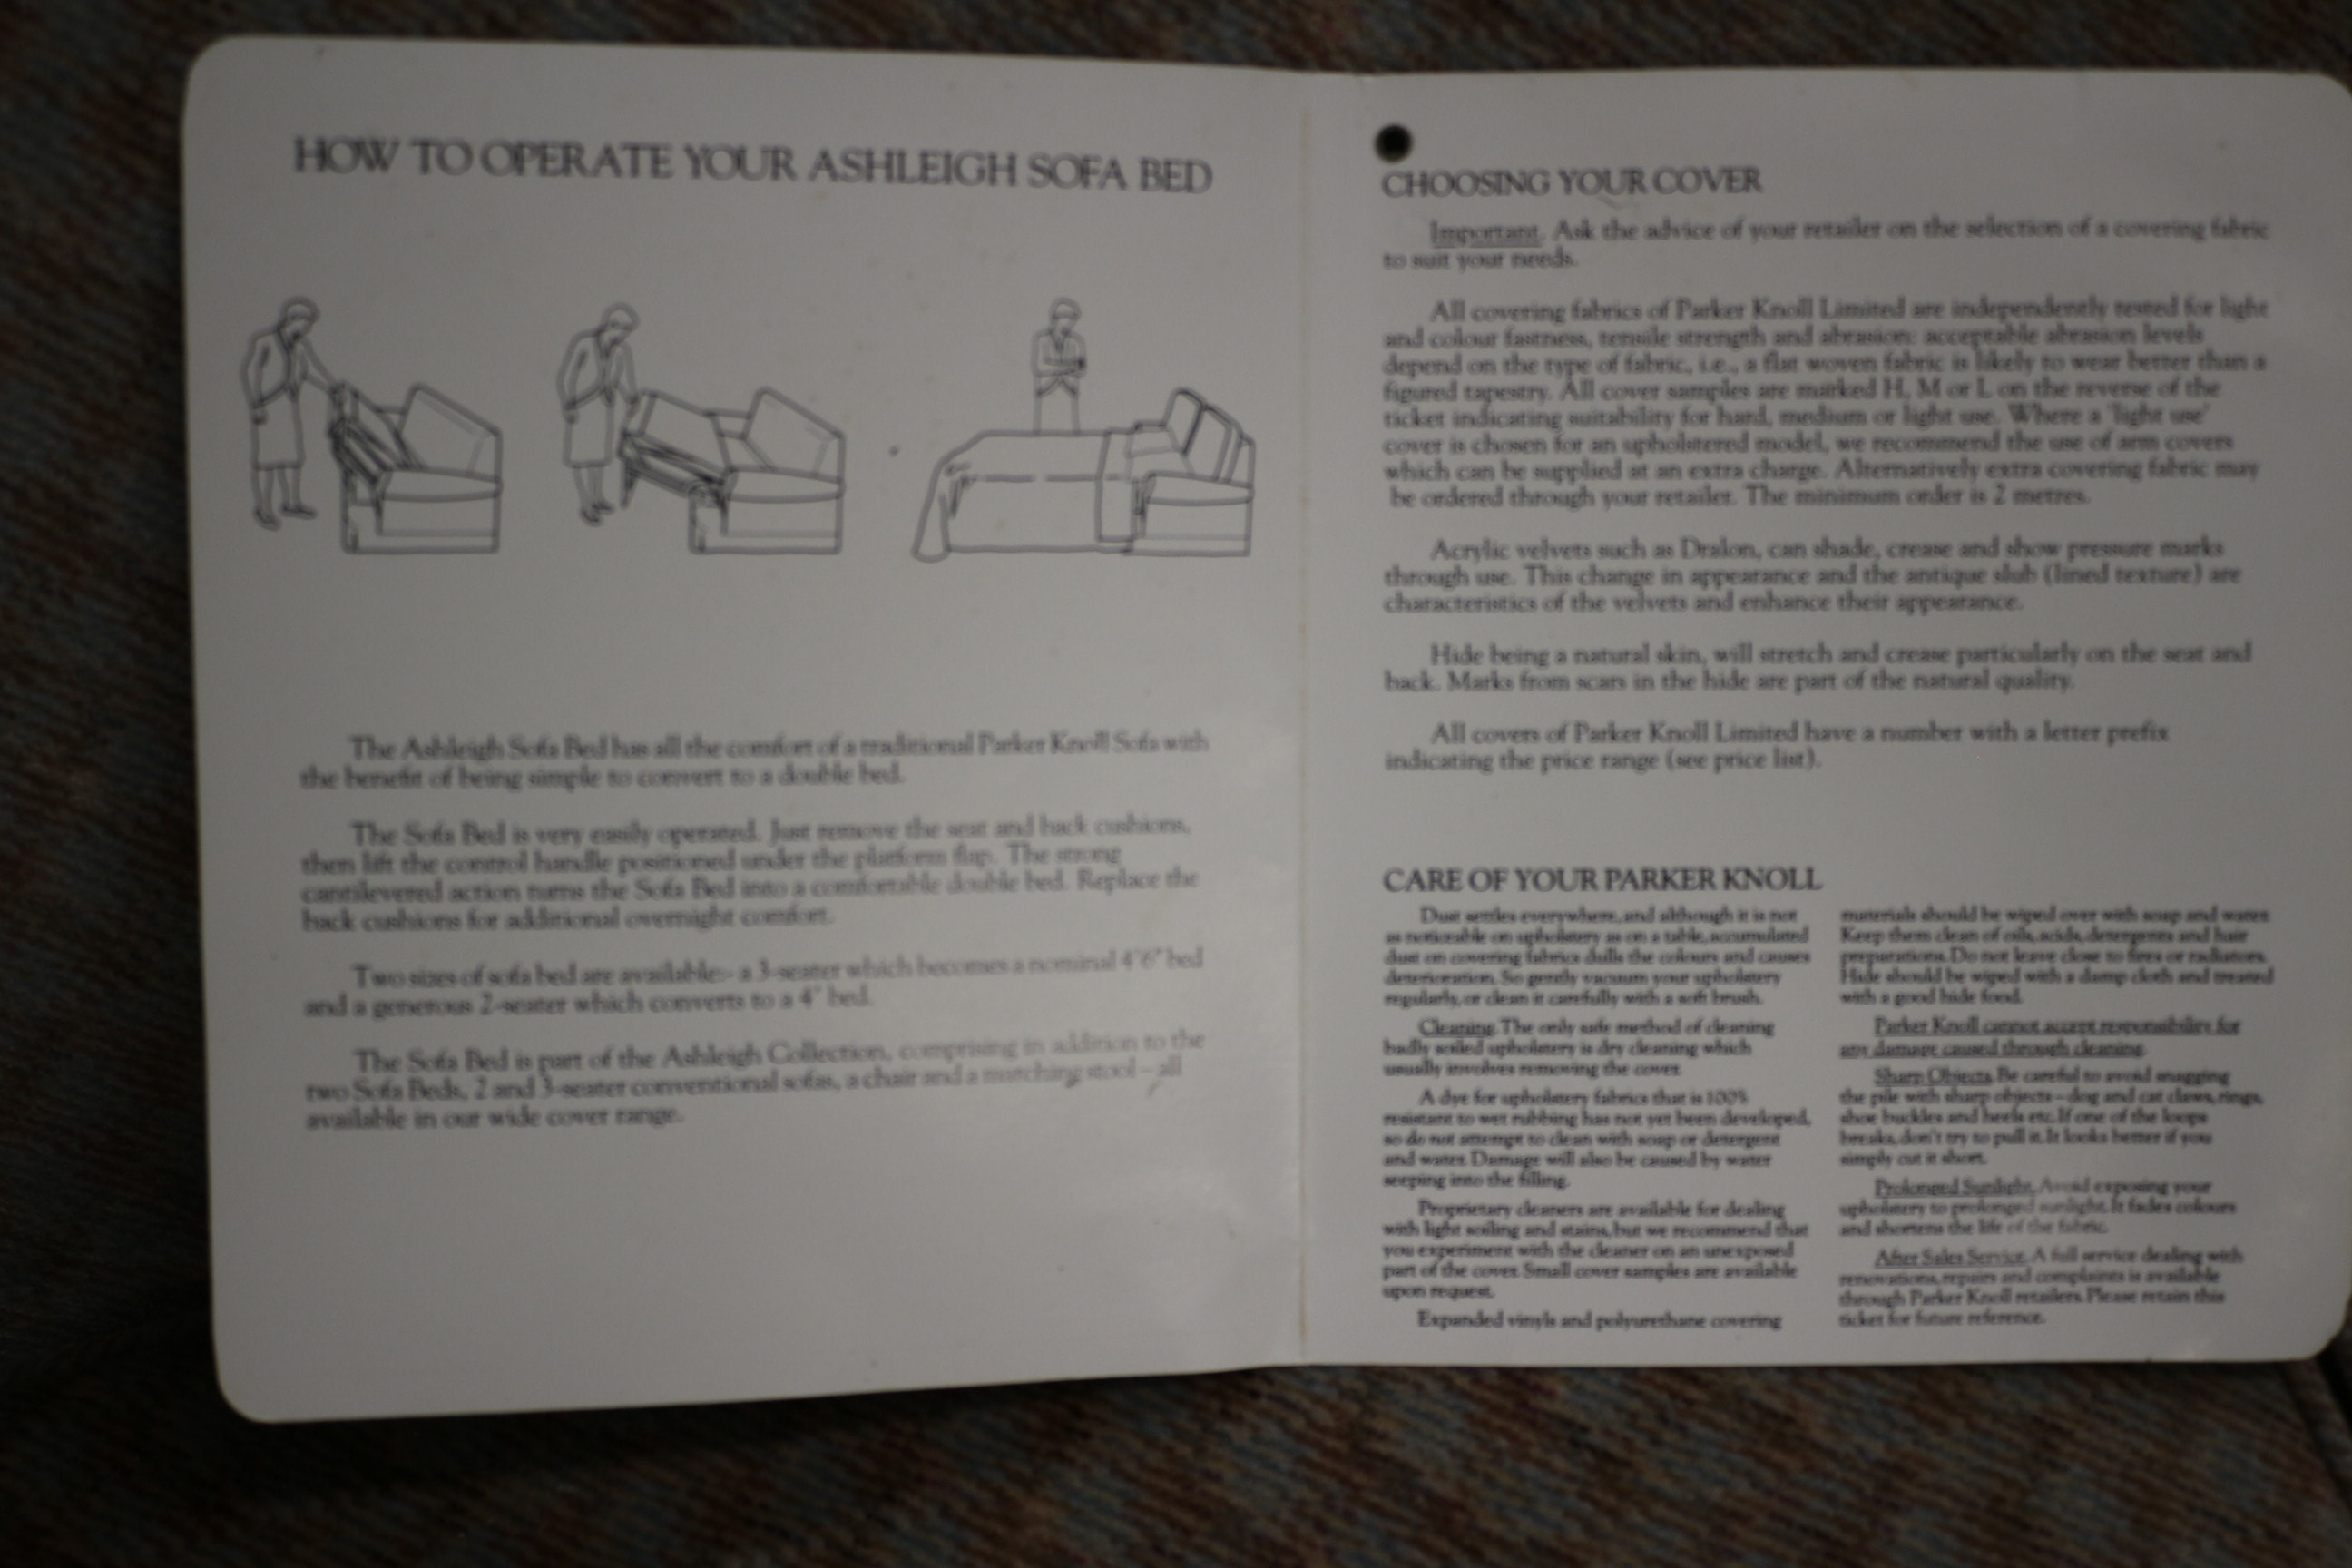 HOW TO OPERATE YOUR ASHLEIGH SOFA BED
The Ashleigh Sofa Bed has all the comfort of a traditional Parker Knoll Sofa with
the benefit of being simple to convert to a double bed.
The Sofa Bed is very easily operated. Just remove the seat and back cushions,
then lift the control handle positioned under the platform flap. The strong
cantilevered action turns the Sofa Bed into a comfortable double bed. Replace the
back cushions for additional overnight comfort.
Two sizes of sofa bed are available:- a 3-seater which becomes a nominal 4'6" bed
and a generous 2-seater which converts to a 4" bed.
The Sofa Bed is part of the Ashleigh Collection, comprising in addition to the
two Sofa Beds, 2 and 3-seater conventional sofas, a chair and a matching stool – all
available in our wide cover range.
CHOOSING YOUR COVER
Important. Ask the advice of your retailer on the selection of a covering fabric
to suit your needs.
All covering fabrics of Parker Knoll Limited are independently tested for light
and colour fastness, tensile strength and abrasion: acceptable abrasion levels
depend on the type of fabric, i.e., a flat woven fabric is likely to wear better than a
figured tapestry. All cover samples are marked H, M or L on the reverse of the
ticket indicating suitability for hard, medium or light use. Where a 'light use'
cover is chosen for an upholstered model, we recommend the use of arm covers
which can be supplied at an extra charge. Alternatively extra covering fabric may
be ordered through your retailer. The minimum order is 2 metres.
Acrylic velvets such as Dralon, can shade, crease and show pressure marks
through use. This change in appearance and the antique slub (lined texture) are
characteristics of the velvets and enhance their appearance.
Hide being a natural skin, will stretch and crease particularly on the seat and
back. Marks from scars in the hide are part of the natural quality.
All covers of Parker Knoll Limited have a number with a letter prefix
indicating the price range (see price list).
CARE OF YOUR PARKER KNOLL
Dust settles everywhere, and although it is not
as noticeable on upholstery as on a table, accumulated
dust on covering fabrics dulls the colours and causes
deterioration. So gently vacuum your upholstery
regularly, or clean it carefully with a soft brush.
Cleaning. The only safe method of cleaning
badly soiled upholstery is dry cleaning which
usually involves removing the cover.
A dye for upholstery fabrics that is 100%
resistant to wet rubbing has not yet been developed,
so do not attempt to clean with soap or detergent
and water. Damage will also be caused by water
seeping into the filling.
Proprietary cleaners are available for dealing
with light soiling and stains, but we recommend that
you experiment with the cleaner on an unexposed
part of the cover. Small cover samples are available
upon request.
Expanded vinyls and polyurethane covering
materials should be wiped over with soap and water.
Keep them clean of oils, acids, detergents and hair
preparations. Do not leave close to fires or radiators.
Hide should be wiped with a damp cloth and treated
with a good hide food.
Parker Knoll cannot accept responsibility for
any damage caused through cleaning.
Sharp Objects. Be careful to avoid snagging
the pile with sharp objects – dog and cat claws, rings,
shoe buckles and heels etc. If one of the loops
breaks, don't try to pull it. It looks better if you
simply cut it short.
Prolonged Sunlight. Avoid exposing your
upholstery to prolonged sunlight. It fades colours
and shortens the life of the fabric.
After Sales Service. A full service dealing with
renovations, repairs and complaints is available
through Parker Knoll retailers. Please retain this
ticket for future reference.